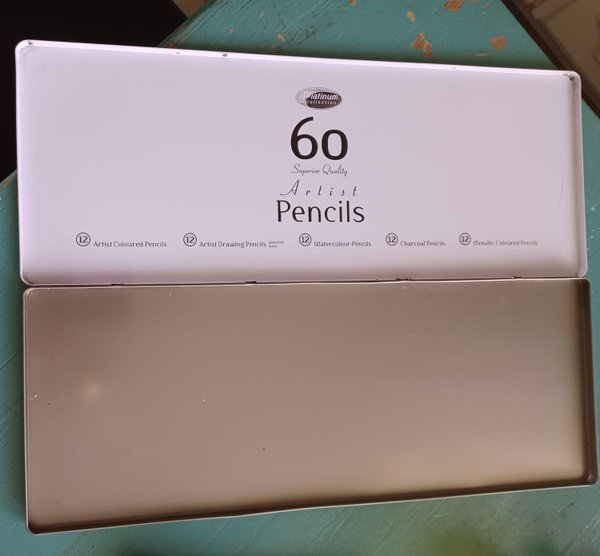 Platinum
collection
60
Superior Quality
Artist
Pencils
12 Artist Coloured Pencils 12 Artist Drawing Pencils assorted 12 Watercolour Pencils 12 Charcoal Pencils 12 Metallic Coloured Pencils